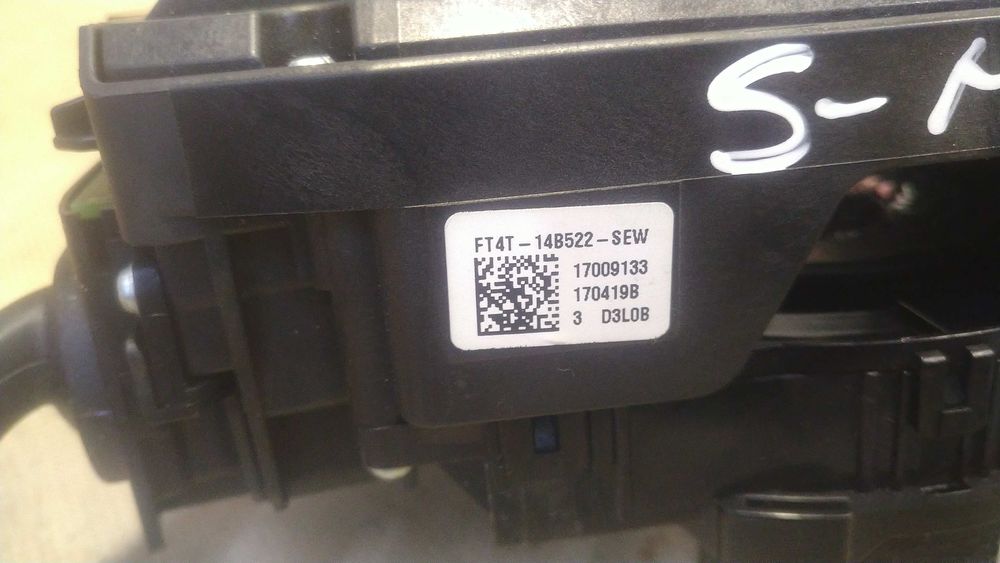 S-
FT4T-14B522-SEW
17009133
170419B
3 D3L0B